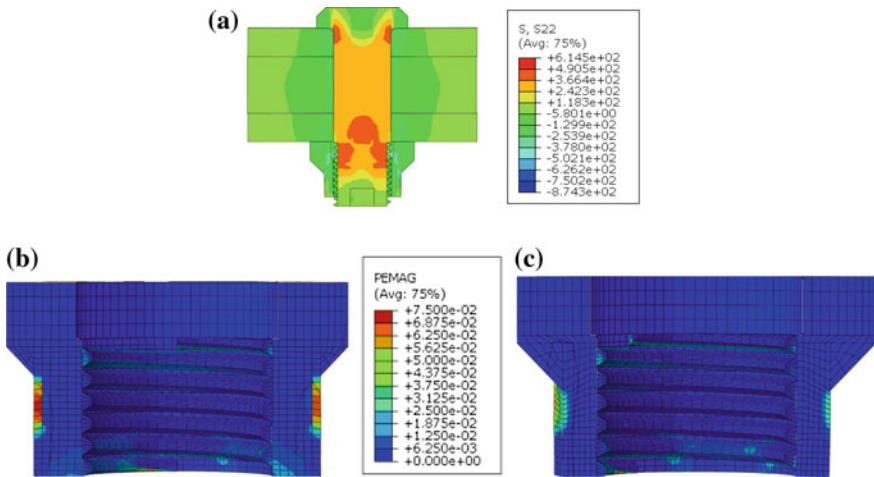 (a)
S, S22
(Avg: 75%)
+6.145e+02
+4.905e+02
+3.664e+02
+2.423e+02
+1.183e+02
-5.801e+00
-1.299e+02
-2.539e+02
-3.780e+02
-5.021e+02
-6.262e+02
-7.502e+02
-8.743e+02
(b)
PEMAG
(Avg: 75%)
+7.500e-02
+6.875e-02
+6.250e-02
+5.625e-02
+5.000e-02
+4.375e-02
+3.750e-02
+3.125e-02
+2.500e-02
+1.875e-02
+1.250e-02
+6.250e-03
+0.000e+00
(c)